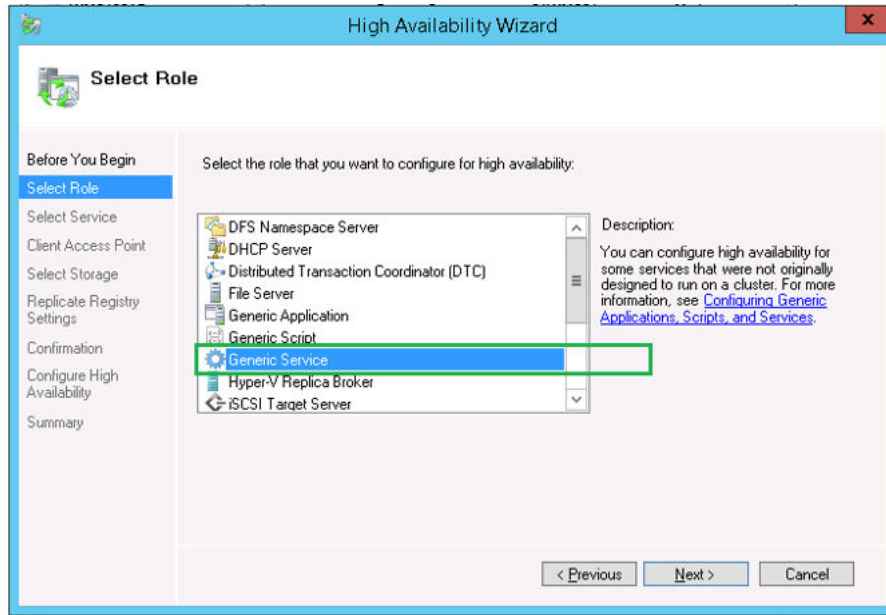 High Availability Wizard
x
Select Role
Before You Begin
Select Role
Select Service
Client Access Point
Select Storage
Replicate Registry
Settings
Confirmation
Configure High
Availability
Summary
Select the role that you want to configure for high availability:
DFS Namespace Server
DHCP Server
Distributed Transaction Coordinator (DTC)
File Server
Generic Application
Generic Script
Generic Service
Hyper-V Replica Broker
iSCSI Target Server
Description:
You can configure high availability for
some services that were not originally
designed to run on a cluster. For more
information, see Configuring Generic
Applications, Scripts, and Services.
< Previous
Next >
Cancel